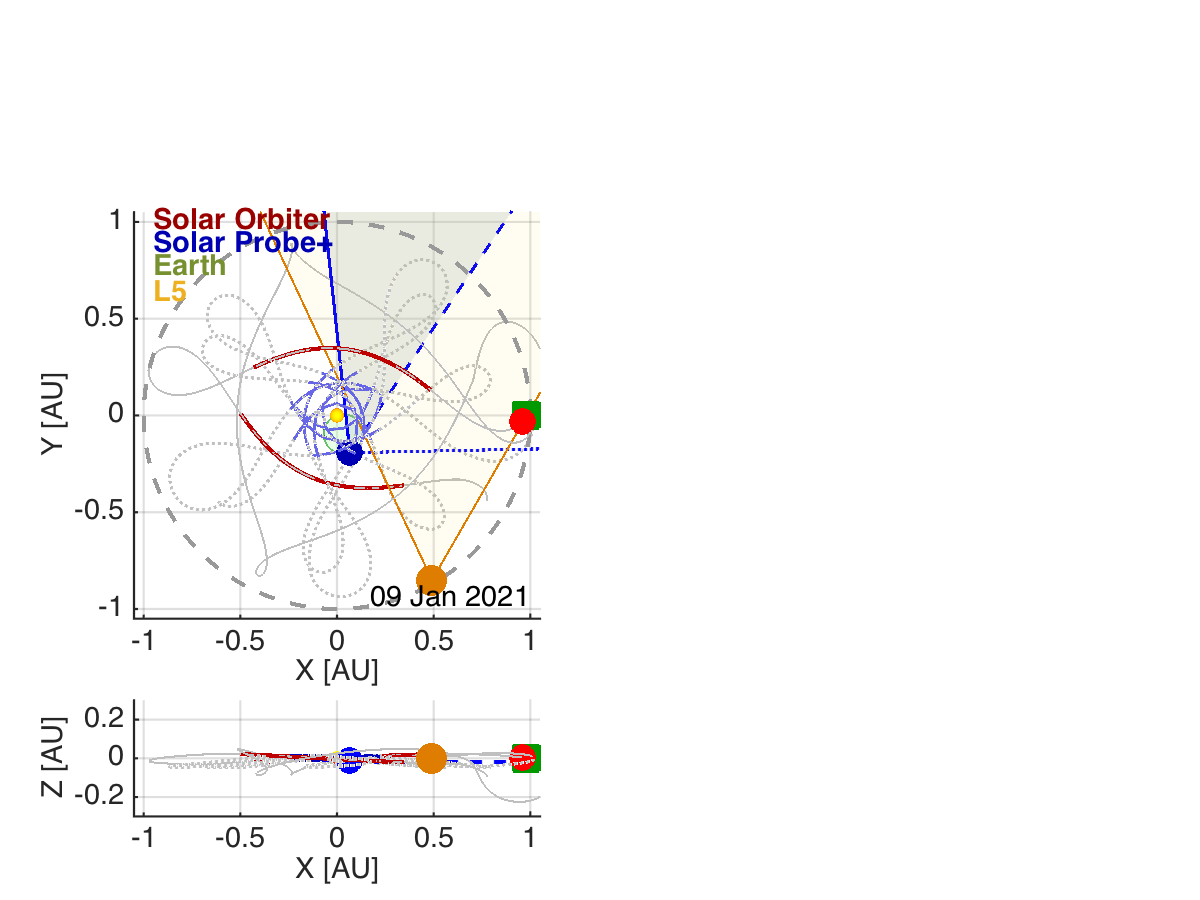 Solar Orbiter
Solar Probe+
Earth
L5
1
0.5
0
-0.5
-1
Y [AU]
09 Jan 2021
-1 -0.5 0 0.5 1
X [AU]
0.2
0
-0.2
Z [AU]
-1 -0.5 0 0.5 1
X [AU]